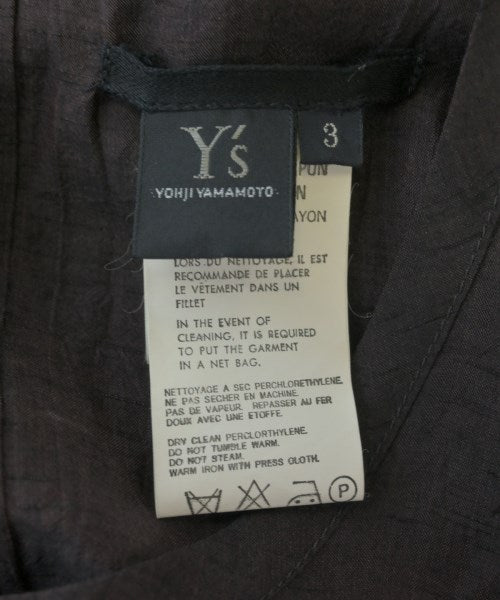 Y's
YOHJI YAMAMOTO
3
LORS DU NETTOYAGE, IL EST
RECOMMANDE DE PLACER
LE VÊTEMENT DANS UN
FILLET
IN THE EVENT OF
CLEANING, IT IS REQUIRED
TO PUT THE GARMENT
IN A NET BAG.
NETTOYAGE A SEC PERCHLORETHYLENE.
NE PAS SECHER EN MACHINE.
PAS DE VAPEUR. REPASSER AU FER
DOUX AVEC UNE ETOFFE.
DRY CLEAN PERCLORTHYLENE.
DO NOT TUMBLE WARM.
DO NOT STEAM.
WARM IRON WITH PRESS CLOTH.
P